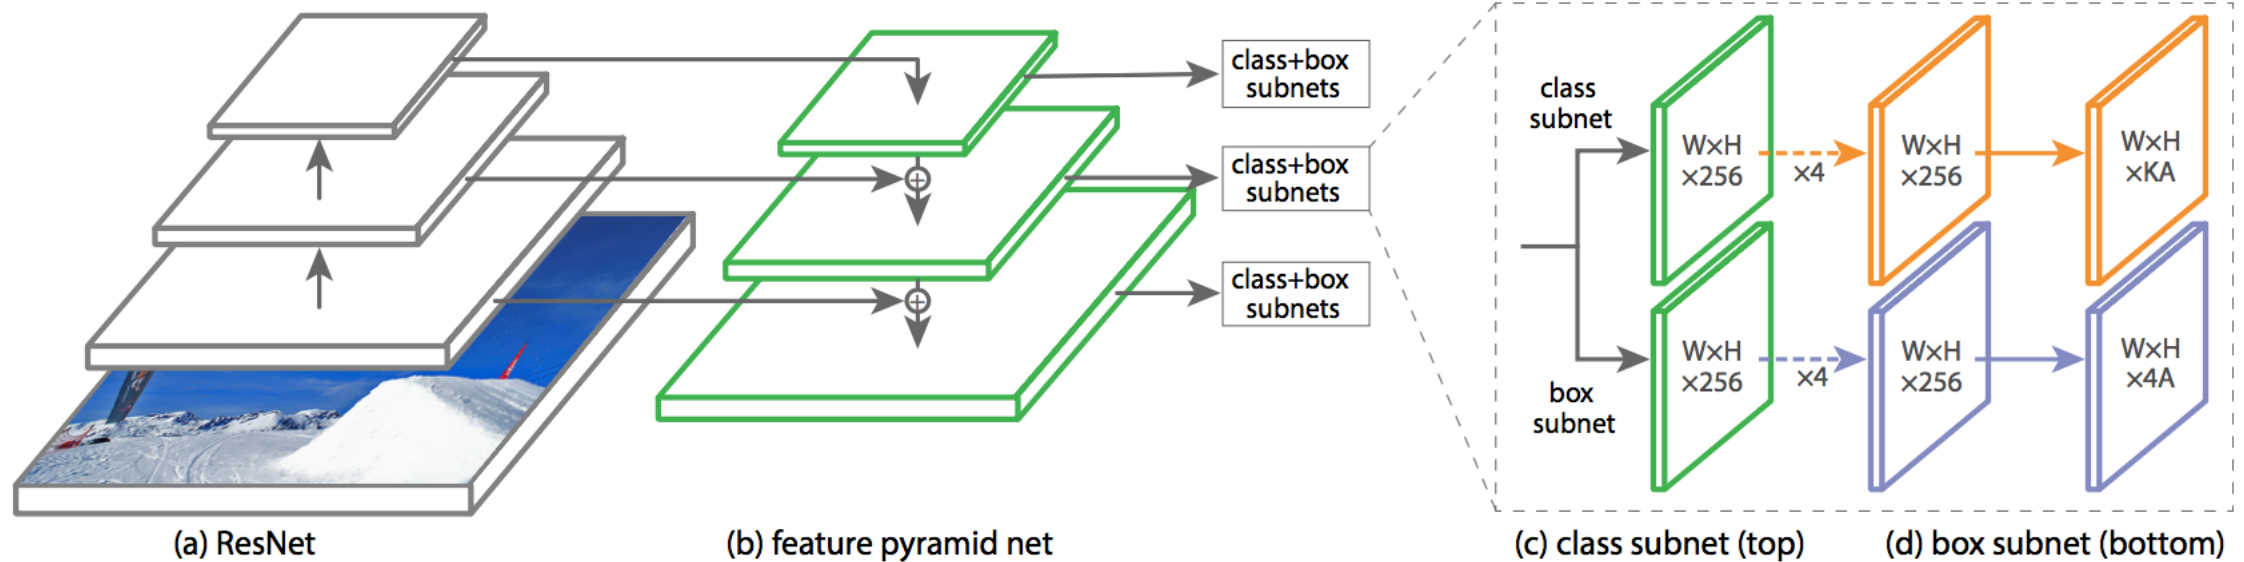 class+box
subnets
class+box
subnets
class+box
subnets
class
subnet
W×H
×256
×4
W×H
×256
W×H
×KA
box
subnet
W×H
×256
×4
W×H
×256
W×H
×4A
(a) ResNet
(b) feature pyramid net
(c) class subnet (top)
(d) box subnet (bottom)